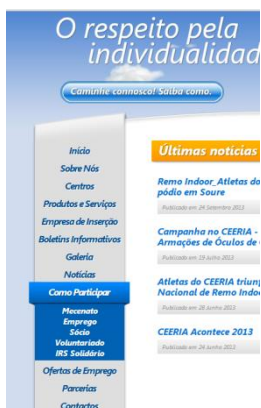 O respeito pela
individualidad
Caminhe connosco! Saiba como.
Início
Sobre Nós
Centros
Produtos e Serviços
Empresa de Inserção
Boletins Informativos
Galeria
Notícias
Como Participar
Mecenato
Emprego
Sócio
Voluntariado
IRS Solidário
Ofertas de Emprego
Parcerias
Contactos
Últimas notícias
Remo Indoor_Atletas do
pódio em Soure
Publicado em 24 Setembro 2013
Campanha no CEERIA -
Armações de Óculos de
Publicado em 19 Julho 2013
Atletas do CEERIA triunf
Nacional de Remo Indo
Publicado em 28 Junho 2013
CEERIA Acontece 2013
Publicado em 26 Junho 2013